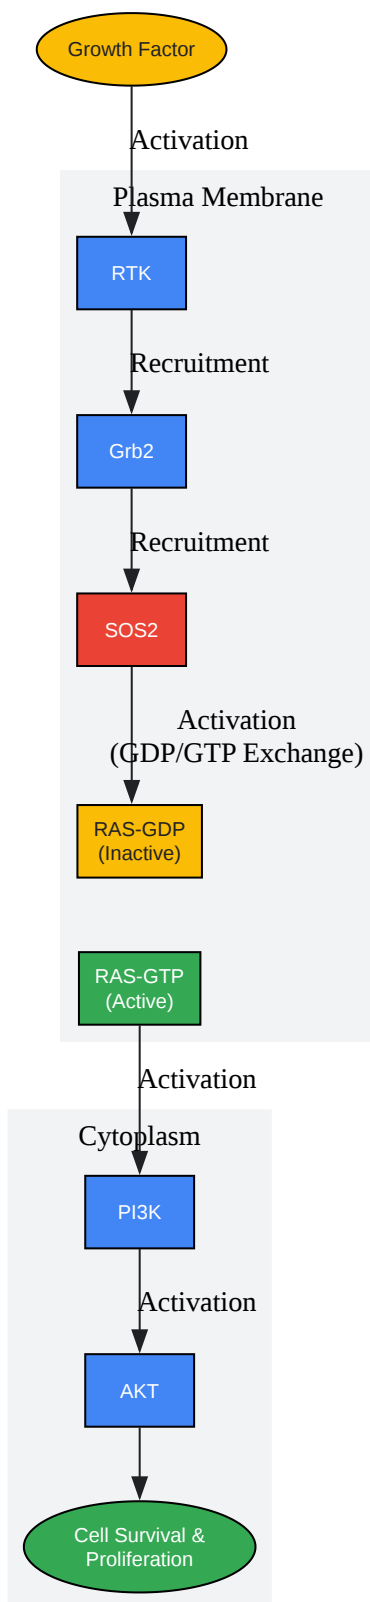 Growth Factor
Activation
Plasma Membrane
RTK
Recruitment
Grb2
Recruitment
SOS2
Activation
(GDP/GTP Exchange)
RAS-GDP
(Inactive)
RAS-GTP
(Active)
Activation
Cytoplasm
PI3K
Activation
AKT
Cell Survival &
Proliferation